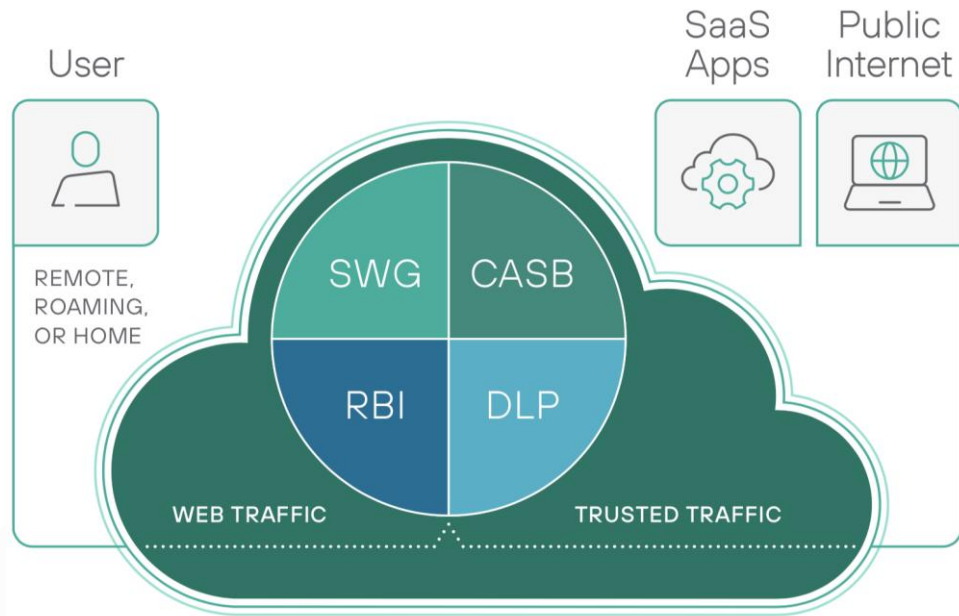 User
SaaS
Apps
Public
Internet
REMOTE,
ROAMING,
OR HOME
SWG
CASB
RBI
DLP
WEB TRAFFIC
TRUSTED TRAFFIC